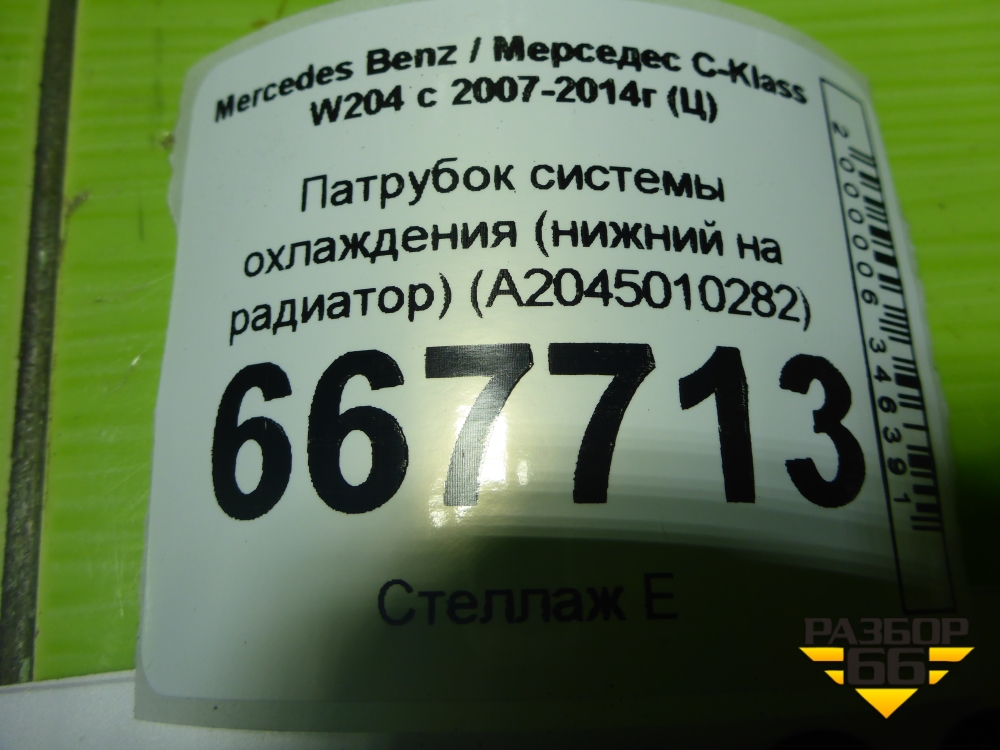 Mercedes Benz / Мерседес C-Klass
W204 с 2007-2014г (Ц)
Патрубок системы
охлаждения (нижний на
радиатор) (A2045010282)
667713
Стеллаж Е
2000006346391
РАЗБОР
66